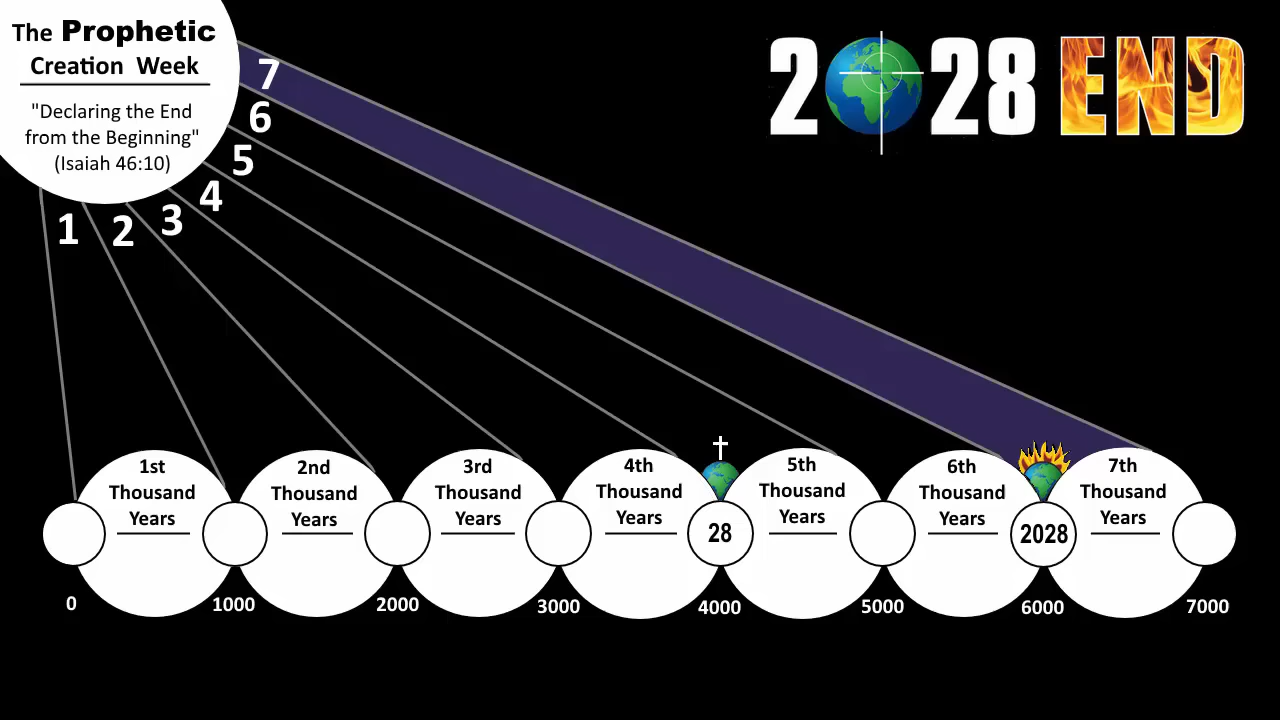 The Prophetic
Creation Week
"Declaring the End
from the Beginning"
(Isaiah 46:10)
2028 END
7
6
5
4
3
2
1
1st
Thousand
Years
2nd
Thousand
Years
3rd
Thousand
Years
4th
Thousand
Years
5th
Thousand
Years
6th
Thousand
Years
7th
Thousand
Years
28
2028
0
1000
2000
3000
4000
5000
6000
7000